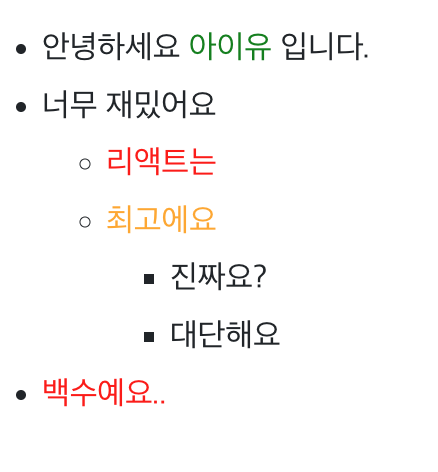 안녕하세요 아이유 입니다.
너무 재밌어요
리액트는
최고에요
진짜요?
대단해요
백수예요..